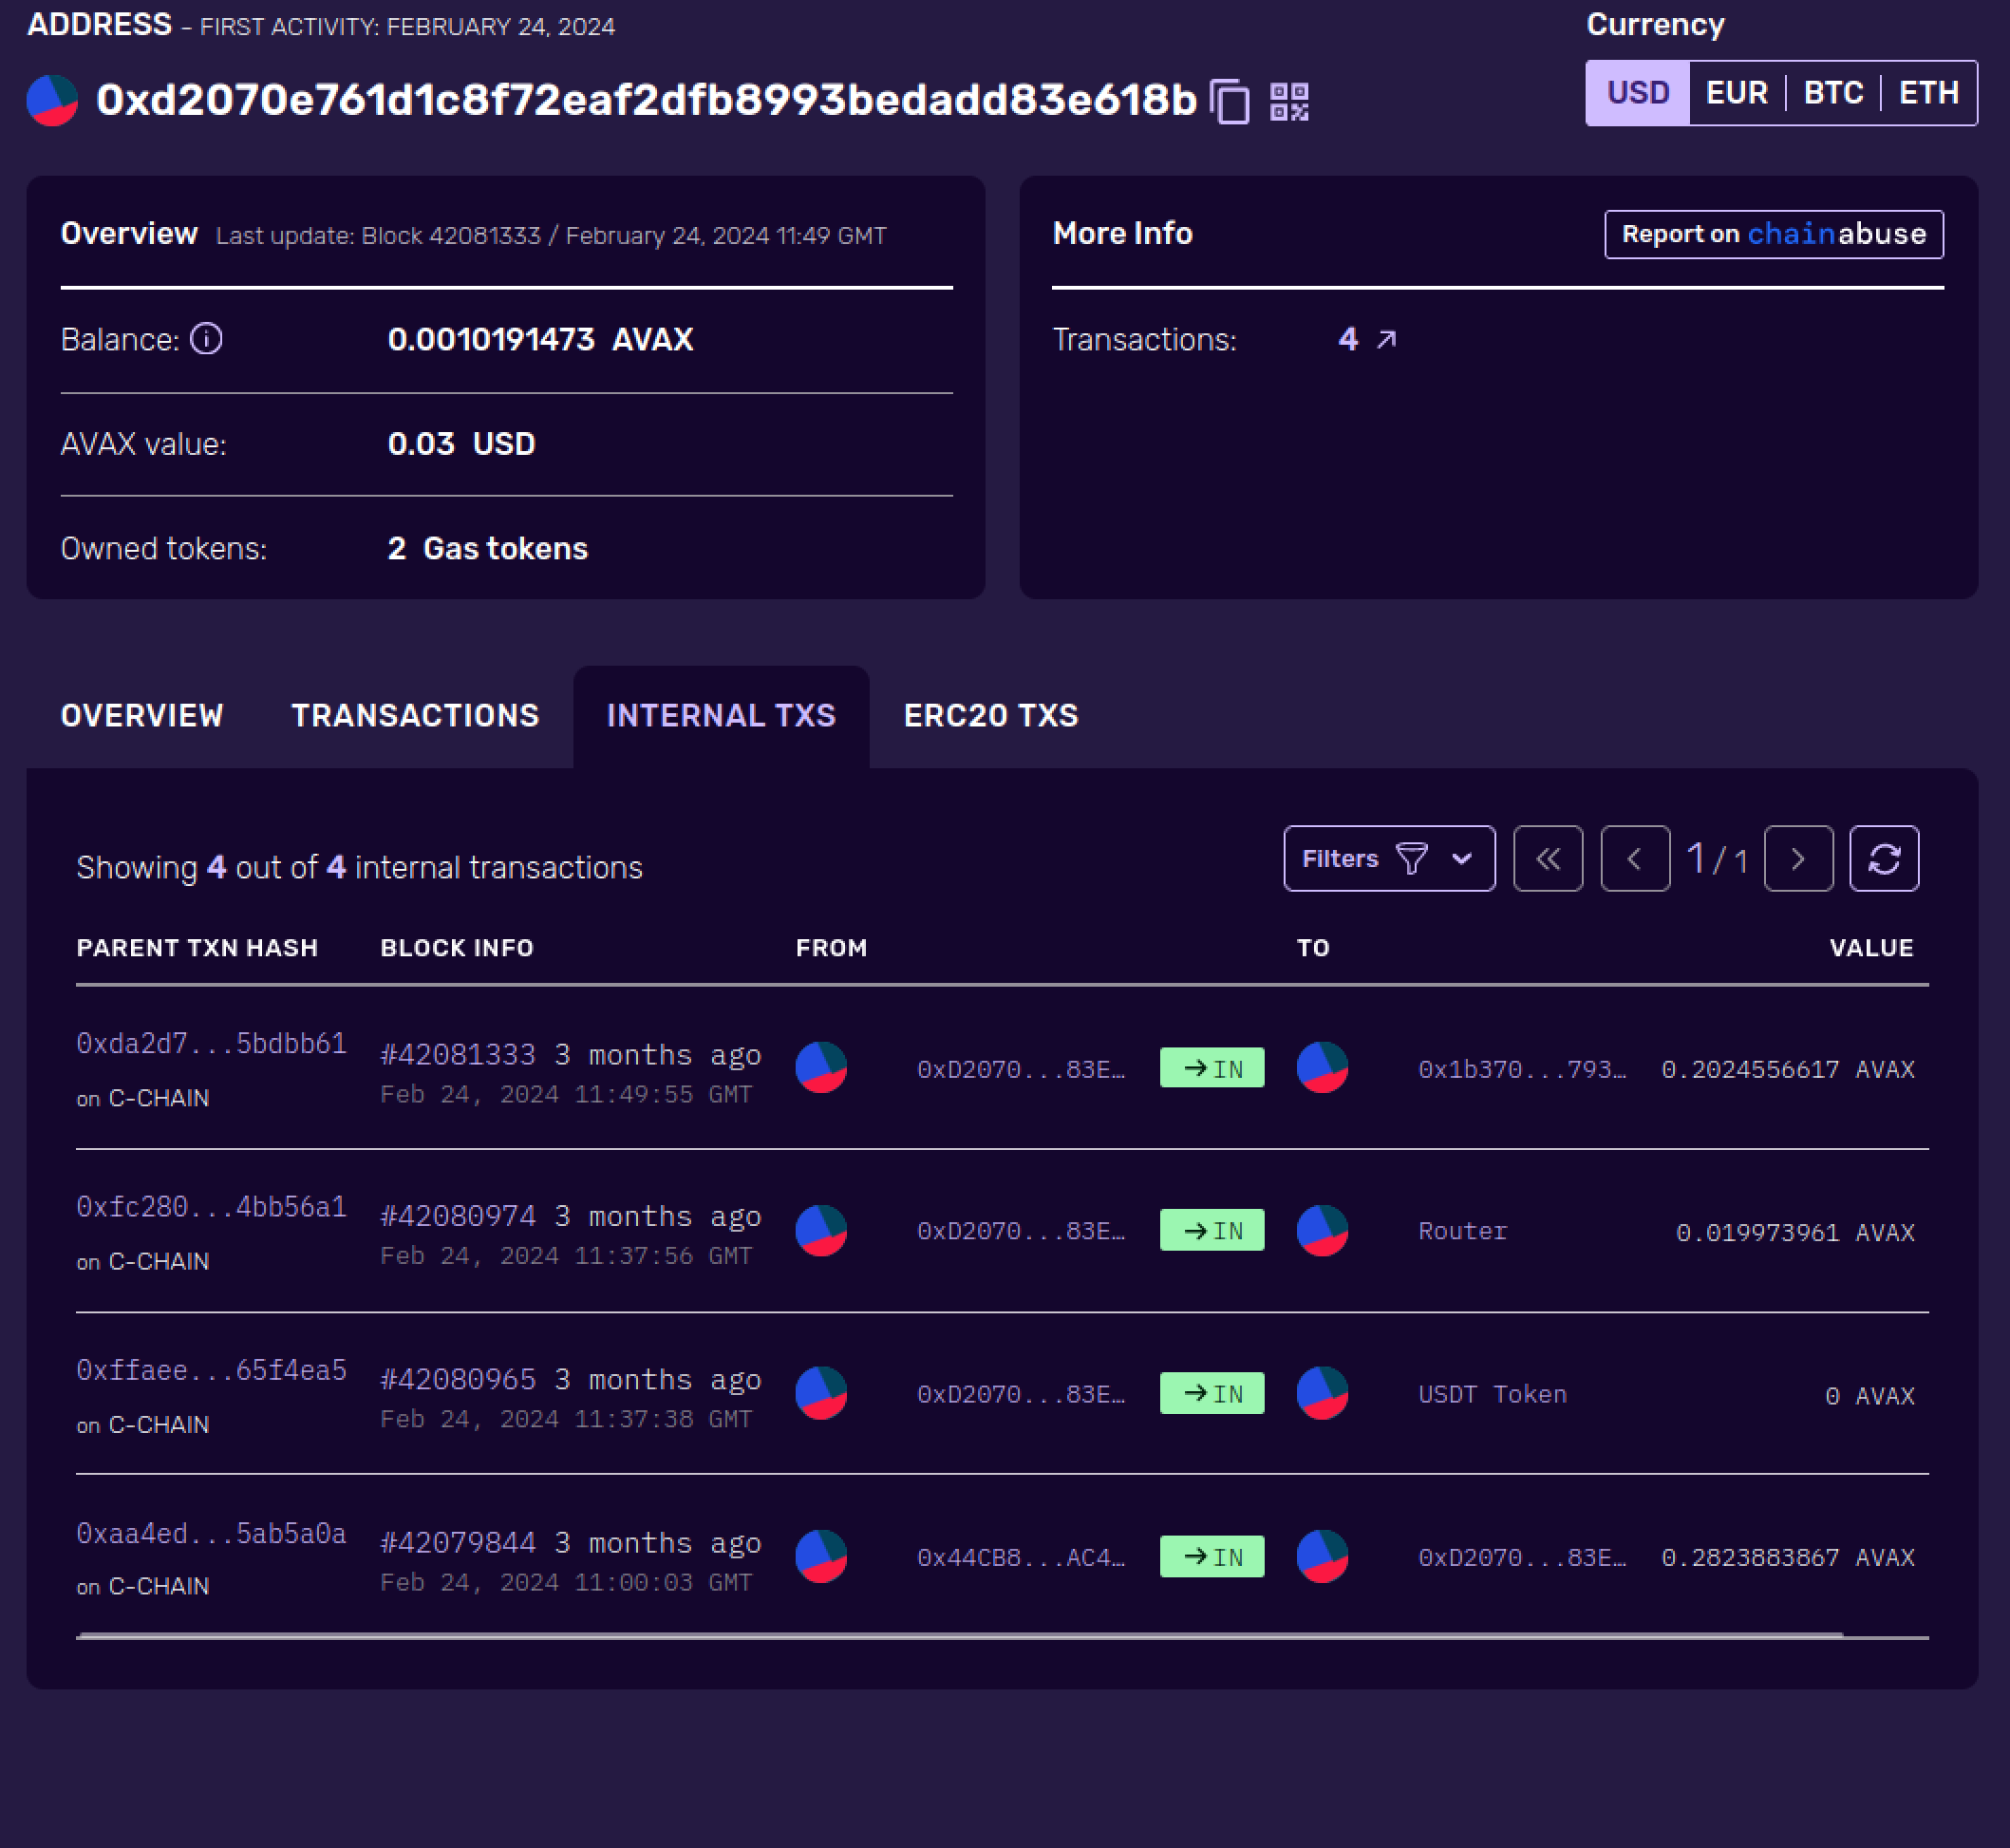 ADDRESS - FIRST ACTIVITY: FEBRUARY 24, 2024
Currency
0xd2070e761d1c8f72eaf2dfb8993bedadd83e618b
USD EUR BTC ETH
Overview Last update: Block 42081333 / February 24, 2024 11:49 GMT
Balance: 0.0010191473 AVAX
AVAX value: 0.03 USD
Owned tokens: 2 Gas tokens
More Info Report on chainabuse
Transactions: 4
OVERVIEW TRANSACTIONS INTERNAL TXS ERC20 TXS
Showing 4 out of 4 internal transactions
Filters 1 / 1
PARENT TXN HASH BLOCK INFO FROM TO VALUE
0xda2d7...5bdbb61 #42081333 3 months ago 0xD2070...83E… →IN 0x1b370...793… 0.2024556617 AVAX
on C-CHAIN Feb 24, 2024 11:49:55 GMT
0xfc280...4bb56a1 #42080974 3 months ago 0xD2070...83E… →IN Router 0.019973961 AVAX
on C-CHAIN Feb 24, 2024 11:37:56 GMT
0xffaee...65f4ea5 #42080965 3 months ago 0xD2070...83E… →IN USDT Token 0 AVAX
on C-CHAIN Feb 24, 2024 11:37:38 GMT
0xaa4ed...5ab5a0a #42079844 3 months ago 0x44CB8...AC4… →IN 0xD2070...83E… 0.2823883867 AVAX
on C-CHAIN Feb 24, 2024 11:00:03 GMT